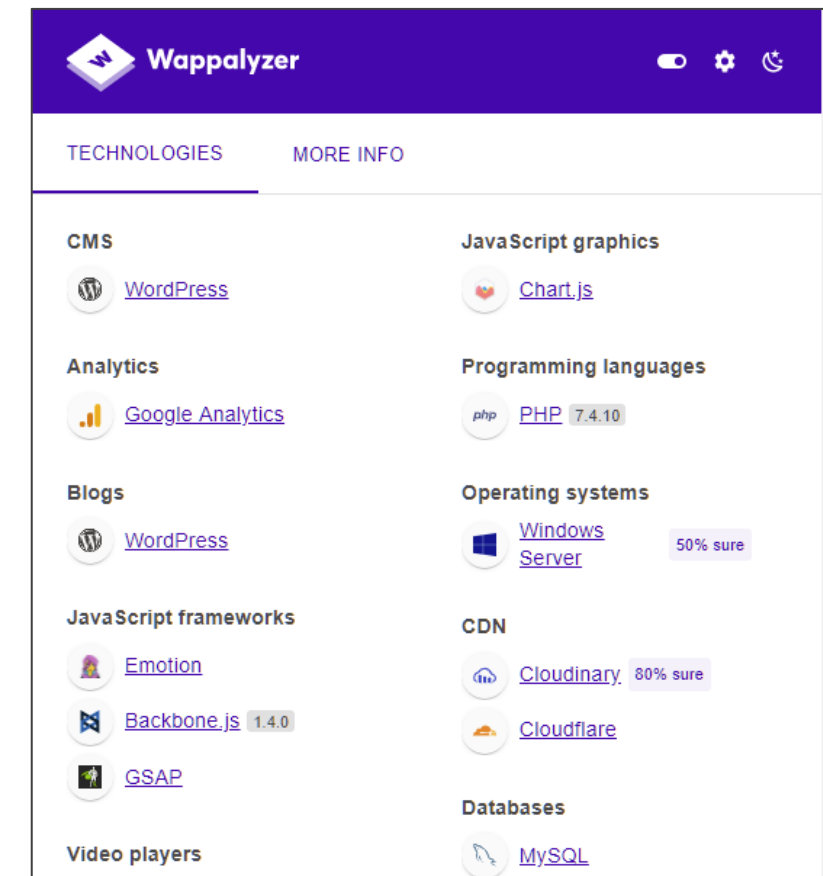 Wappalyzer
TECHNOLOGIES
MORE INFO
CMS
WordPress
Analytics
Google Analytics
Blogs
WordPress
JavaScript frameworks
Emotion
Backbone.js 1.4.0
GSAP
Video players
JavaScript graphics
Chart.js
Programming languages
php PHP 7.4.10
Operating systems
Windows
Server
50% sure
CDN
Cloudinary 80% sure
Cloudflare
Databases
MySQL